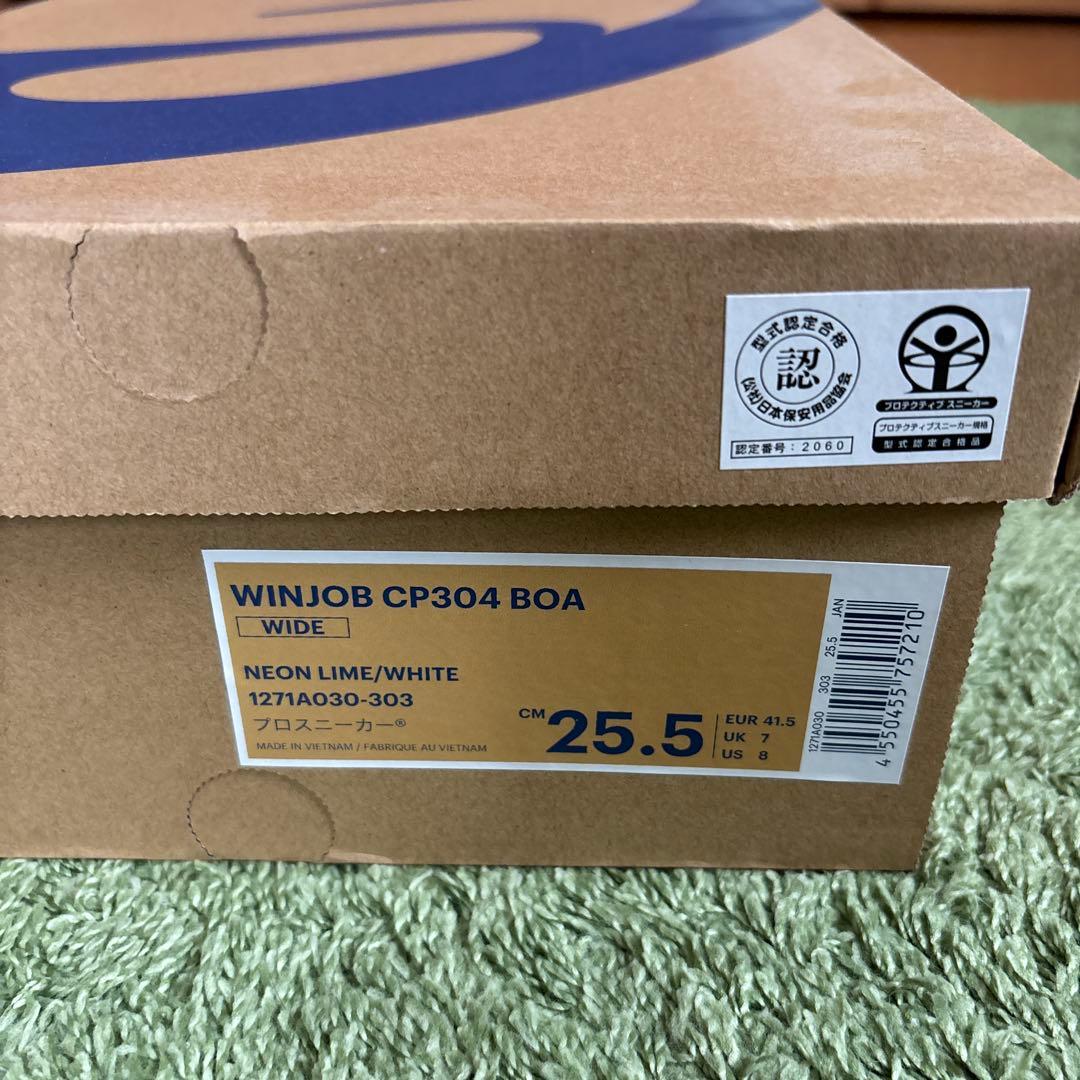 型式認定合格
認
(公社)日本保安用品協会
認定番号：2060
プロテクティブ スニーカー
プロテクティブスニーカー規格
型式認定合格品
WINJOB CP304 BOA
WIDE
NEON LIME/WHITE
1271A030-303
プロスニーカー®
MADE IN VIETNAM / FABRIQUE AU VIETNAM
CM 25.5
EUR 41.5
UK 7
US 8
1271A030 303 25.5 JAN
4 550455 757210